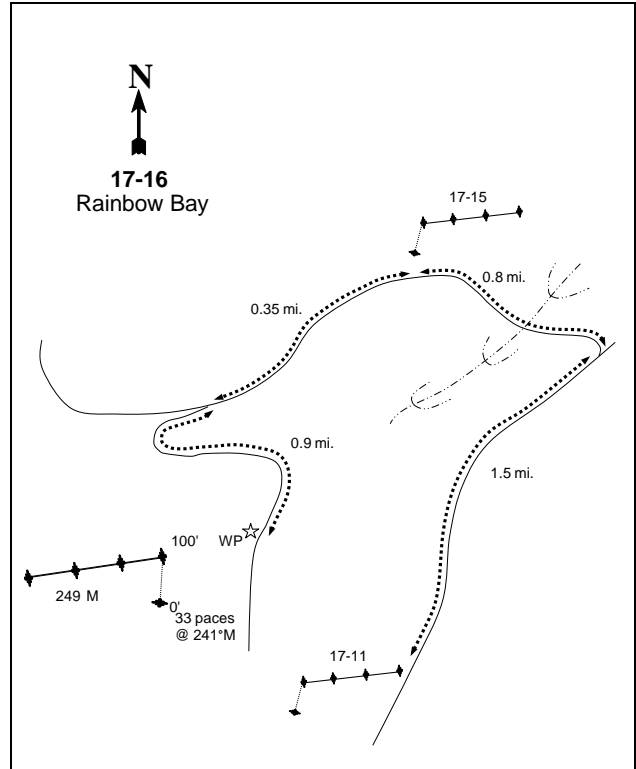 N
17-16
Rainbow Bay
17-15
0.8 mi.
0.35 mi.
0.9 mi.
1.5 mi.
100'
WP
249 M
0'
33 paces
@ 241°M
17-11